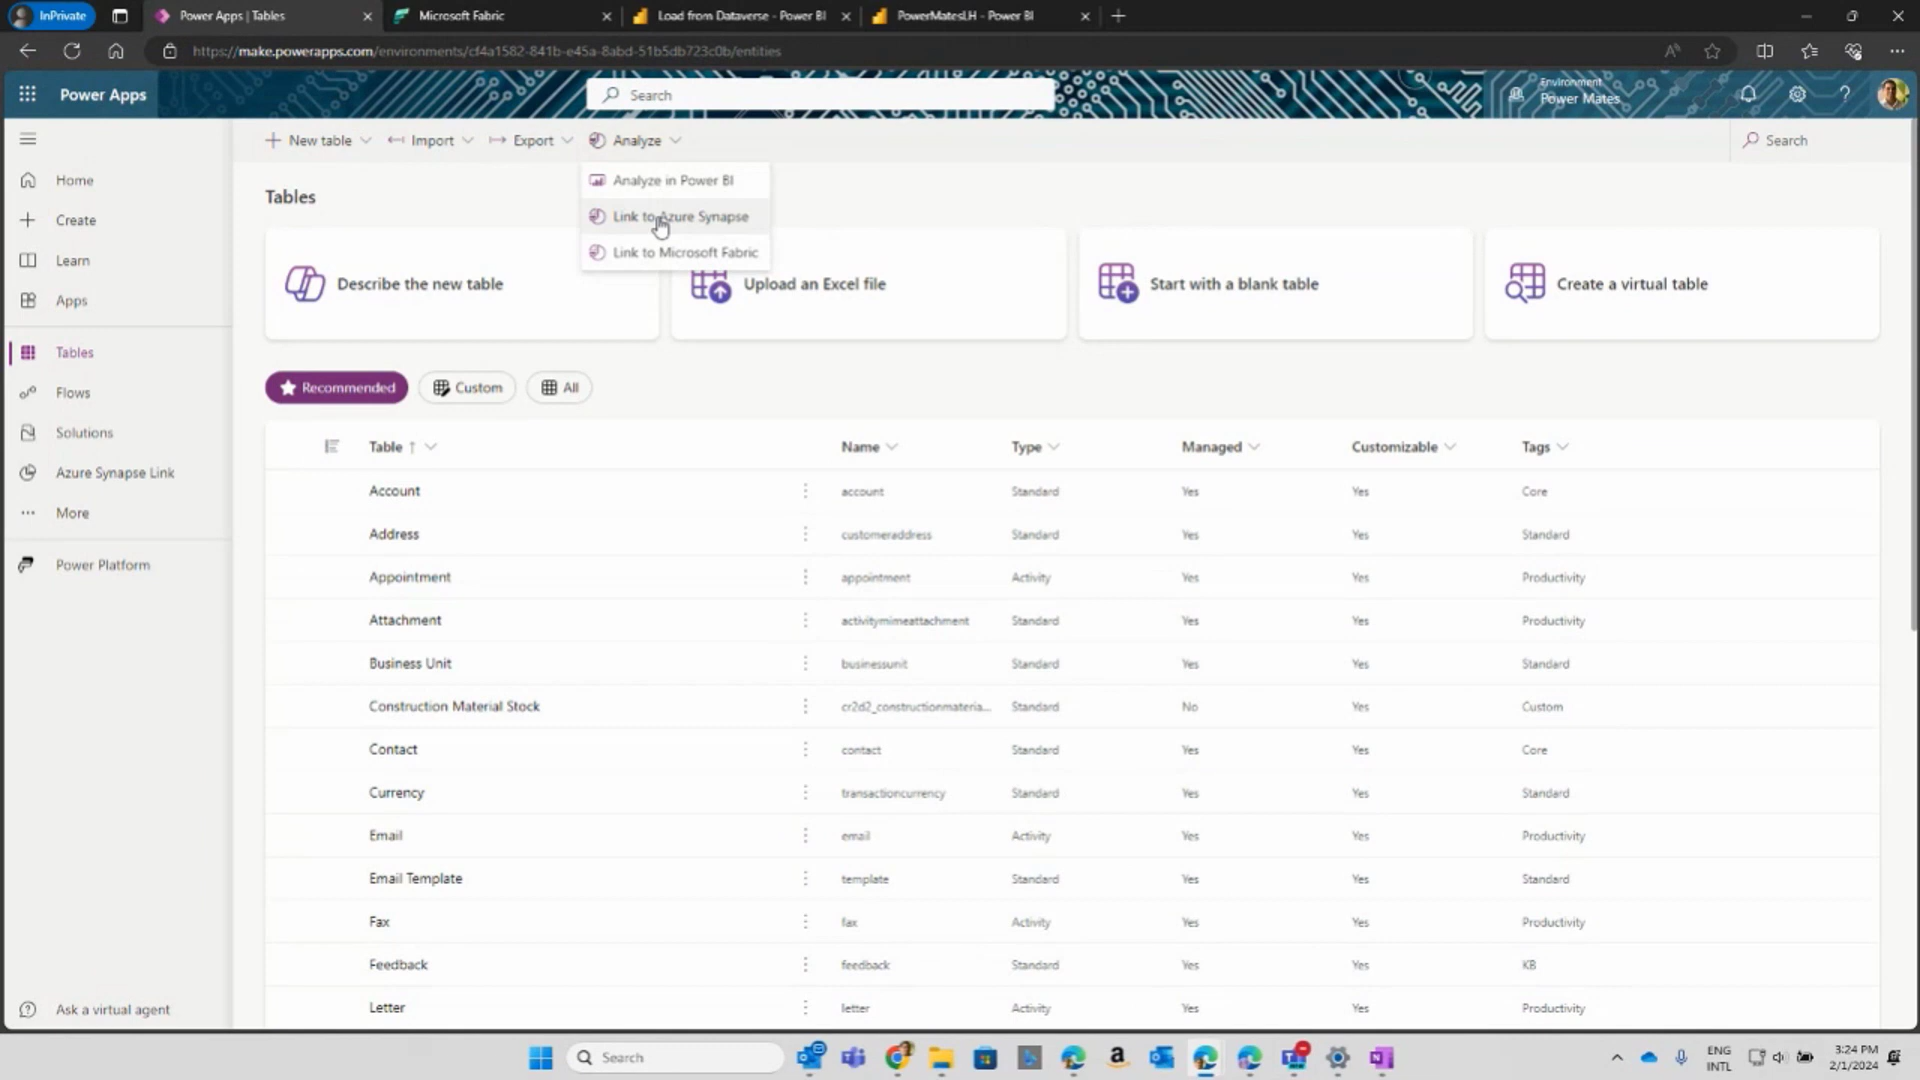 InPrivate
Power Apps | Tables
Microsoft Fabric
Load from Dataverse - Power BI
PowerMatesLH - Power BI
https://make.powerapps.com/environments/cf4a1582-841b-e45a-8abd-51b5db723c0b/entities
Power Apps
Search
Environment
Power Mates
New table
Import
Export
Analyze
Search
Analyze in Power BI
Link to Azure Synapse
Link to Microsoft Fabric
Home
Create
Learn
Apps
Tables
Flows
Solutions
Azure Synapse Link
More
Power Platform
Ask a virtual agent
Tables
Describe the new table
Upload an Excel file
Start with a blank table
Create a virtual table
Recommended
Custom
All
Table Name Type Managed Customizable Tags
Account account Standard Yes Yes Core
Address customeraddress Standard Yes Yes Standard
Appointment appointment Activity Yes Yes Productivity
Attachment activitymimeattachment Standard Yes Yes Productivity
Business Unit businessunit Standard Yes Yes Standard
Construction Material Stock cr2d2_constructionmateria... Standard No Yes Custom
Contact contact Standard Yes Yes Core
Currency transactioncurrency Standard Yes Yes Standard
Email email Activity Yes Yes Productivity
Email Template template Standard Yes Yes Standard
Fax fax Activity Yes Yes Productivity
Feedback feedback Standard Yes Yes KB
Letter letter Activity Yes Yes Productivity
Search
ENG
INTL
3:24 PM
2/1/2024